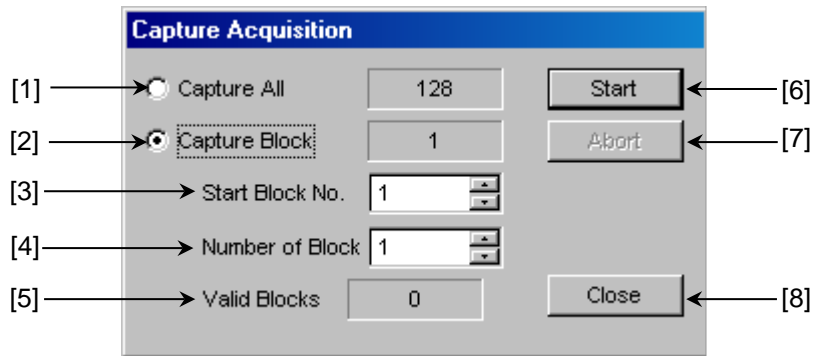 Capture Acquisition
[1] Capture All 128 Start [6]
[2] Capture Block 1 Abort [7]
[3] Start Block No. 1
[4] Number of Block 1
[5] Valid Blocks 0 Close [8]